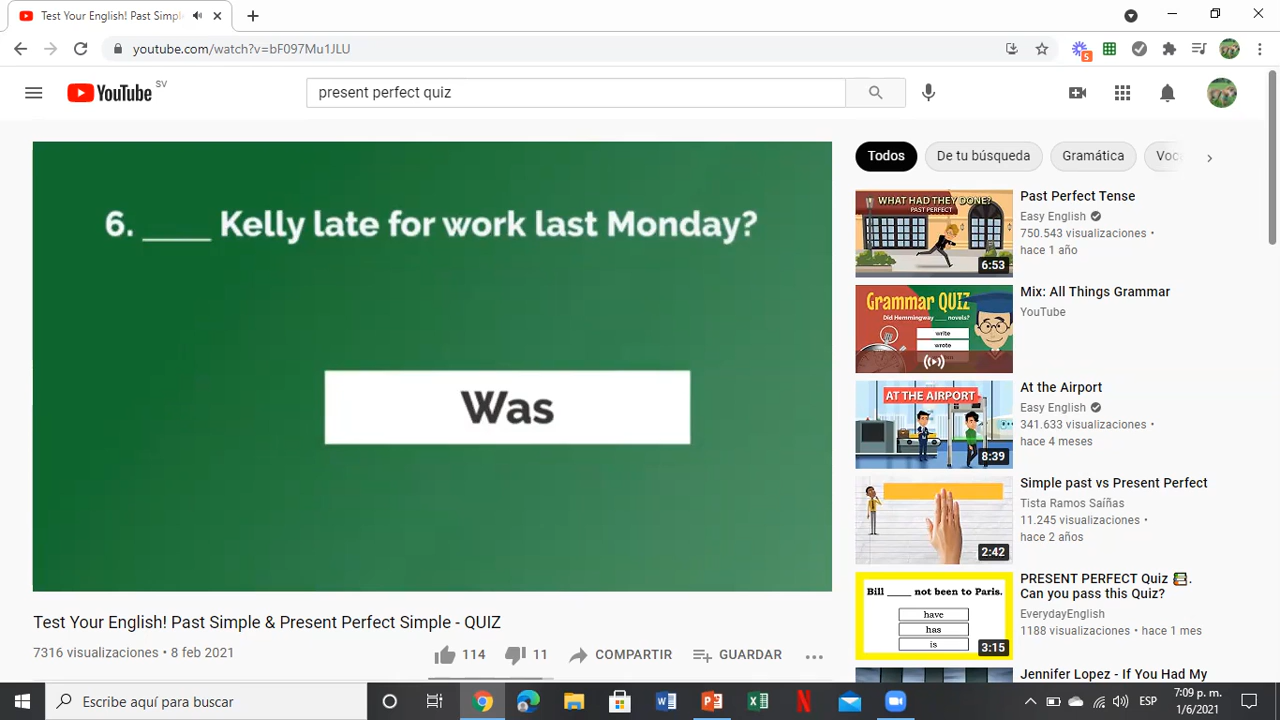 Test Your English! Past Simple
youtube.com/watch?v=bF097Mu1JLU
5
YouTube SV
present perfect quiz
6. ____ Kelly late for work last Monday?
Was
Test Your English! Past Simple & Present Perfect Simple - QUIZ
7316 visualizaciones · 8 feb 2021
114
11
COMPARTIR
GUARDAR
Todos
De tu búsqueda
Gramática
Voc
WHAT HAD THEY DONE?
PAST PERFECT
6:53
Past Perfect Tense
Easy English
750.543 visualizaciones ·
hace 1 año
Grammar QUIZ
Did Hemmingway ____ novels?
write
wrote
Mix: All Things Grammar
YouTube
AT THE AIRPORT
8:39
At the Airport
Easy English
341.633 visualizaciones ·
hace 4 meses
2:42
Simple past vs Present Perfect
Tista Ramos Saíñas
11.245 visualizaciones ·
hace 2 años
Bill ____ not been to Paris.
have
has
is
3:15
PRESENT PERFECT Quiz 📚.
Can you pass this Quiz?
EverydayEnglish
1188 visualizaciones · hace 1 mes
Jennifer Lopez - If You Had My
Escribe aquí para buscar
ESP
7:09 p. m.
1/6/2021